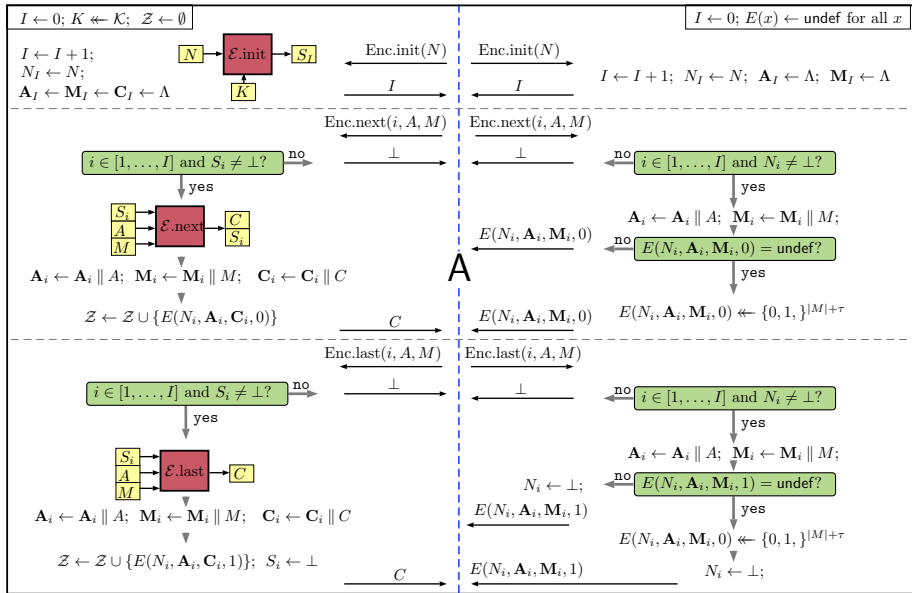 I ← 0; K ↞ 𝒦; 𝒵 ← ∅
I ← 0; E(x) ← undef for all x
N
ℰ.init
S_I
K
Enc.init(N)
Enc.init(N)
I ← I + 1;
N_I ← N;
𝐀_I ← 𝐌_I ← 𝐂_I ← Λ
I
I
I ← I + 1; N_I ← N; 𝐀_I ← Λ; 𝐌_I ← Λ
Enc.next(i, A, M)
Enc.next(i, A, M)
i ∈ [1, . . . , I] and S_i ≠ ⊥?
no
⊥
⊥
no
i ∈ [1, . . . , I] and N_i ≠ ⊥?
yes
yes
S_i
A
M
ℰ.next
C
S_i
𝐀_i ← 𝐀_i ∥ A; 𝐌_i ← 𝐌_i ∥ M;
E(N_i, 𝐀_i, 𝐌_i, 0)
no
E(N_i, 𝐀_i, 𝐌_i, 0) = undef?
yes
A
𝐀_i ← 𝐀_i ∥ A; 𝐌_i ← 𝐌_i ∥ M; 𝐂_i ← 𝐂_i ∥ C
𝒵 ← 𝒵 ∪ {E(N_i, 𝐀_i, 𝐂_i, 0)}
C
E(N_i, 𝐀_i, 𝐌_i, 0)
E(N_i, 𝐀_i, 𝐌_i, 0) ↞ {0, 1, }^{|M|+τ}
Enc.last(i, A, M)
Enc.last(i, A, M)
i ∈ [1, . . . , I] and S_i ≠ ⊥?
no
⊥
⊥
no
i ∈ [1, . . . , I] and N_i ≠ ⊥?
yes
yes
S_i
A
M
ℰ.last
C
𝐀_i ← 𝐀_i ∥ A; 𝐌_i ← 𝐌_i ∥ M;
N_i ← ⊥;
no
E(N_i, 𝐀_i, 𝐌_i, 1) = undef?
yes
𝐀_i ← 𝐀_i ∥ A; 𝐌_i ← 𝐌_i ∥ M; 𝐂_i ← 𝐂_i ∥ C
E(N_i, 𝐀_i, 𝐌_i, 1)
E(N_i, 𝐀_i, 𝐌_i, 0) ↞ {0, 1, }^{|M|+τ}
𝒵 ← 𝒵 ∪ {E(N_i, 𝐀_i, 𝐂_i, 1)}; S_i ← ⊥
C
E(N_i, 𝐀_i, 𝐌_i, 1)
N_i ← ⊥;